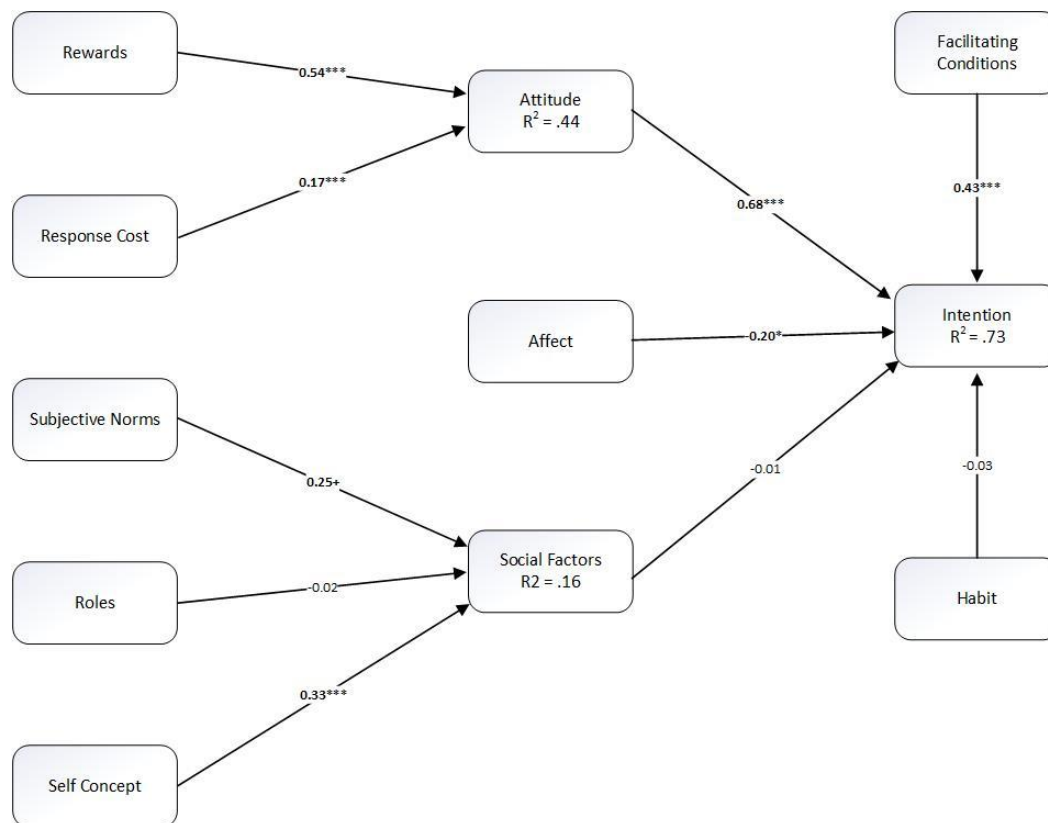 Rewards
Facilitating
Conditions
0.54***
Attitude
R² = .44
0.17***
0.68***
0.43***
Response Cost
Affect
-0.20*
Intention
R² = .73
Subjective Norms
0.25+
-0.01
-0.03
Roles
-0.02
Social Factors
R2 = .16
Habit
0.33***
Self Concept